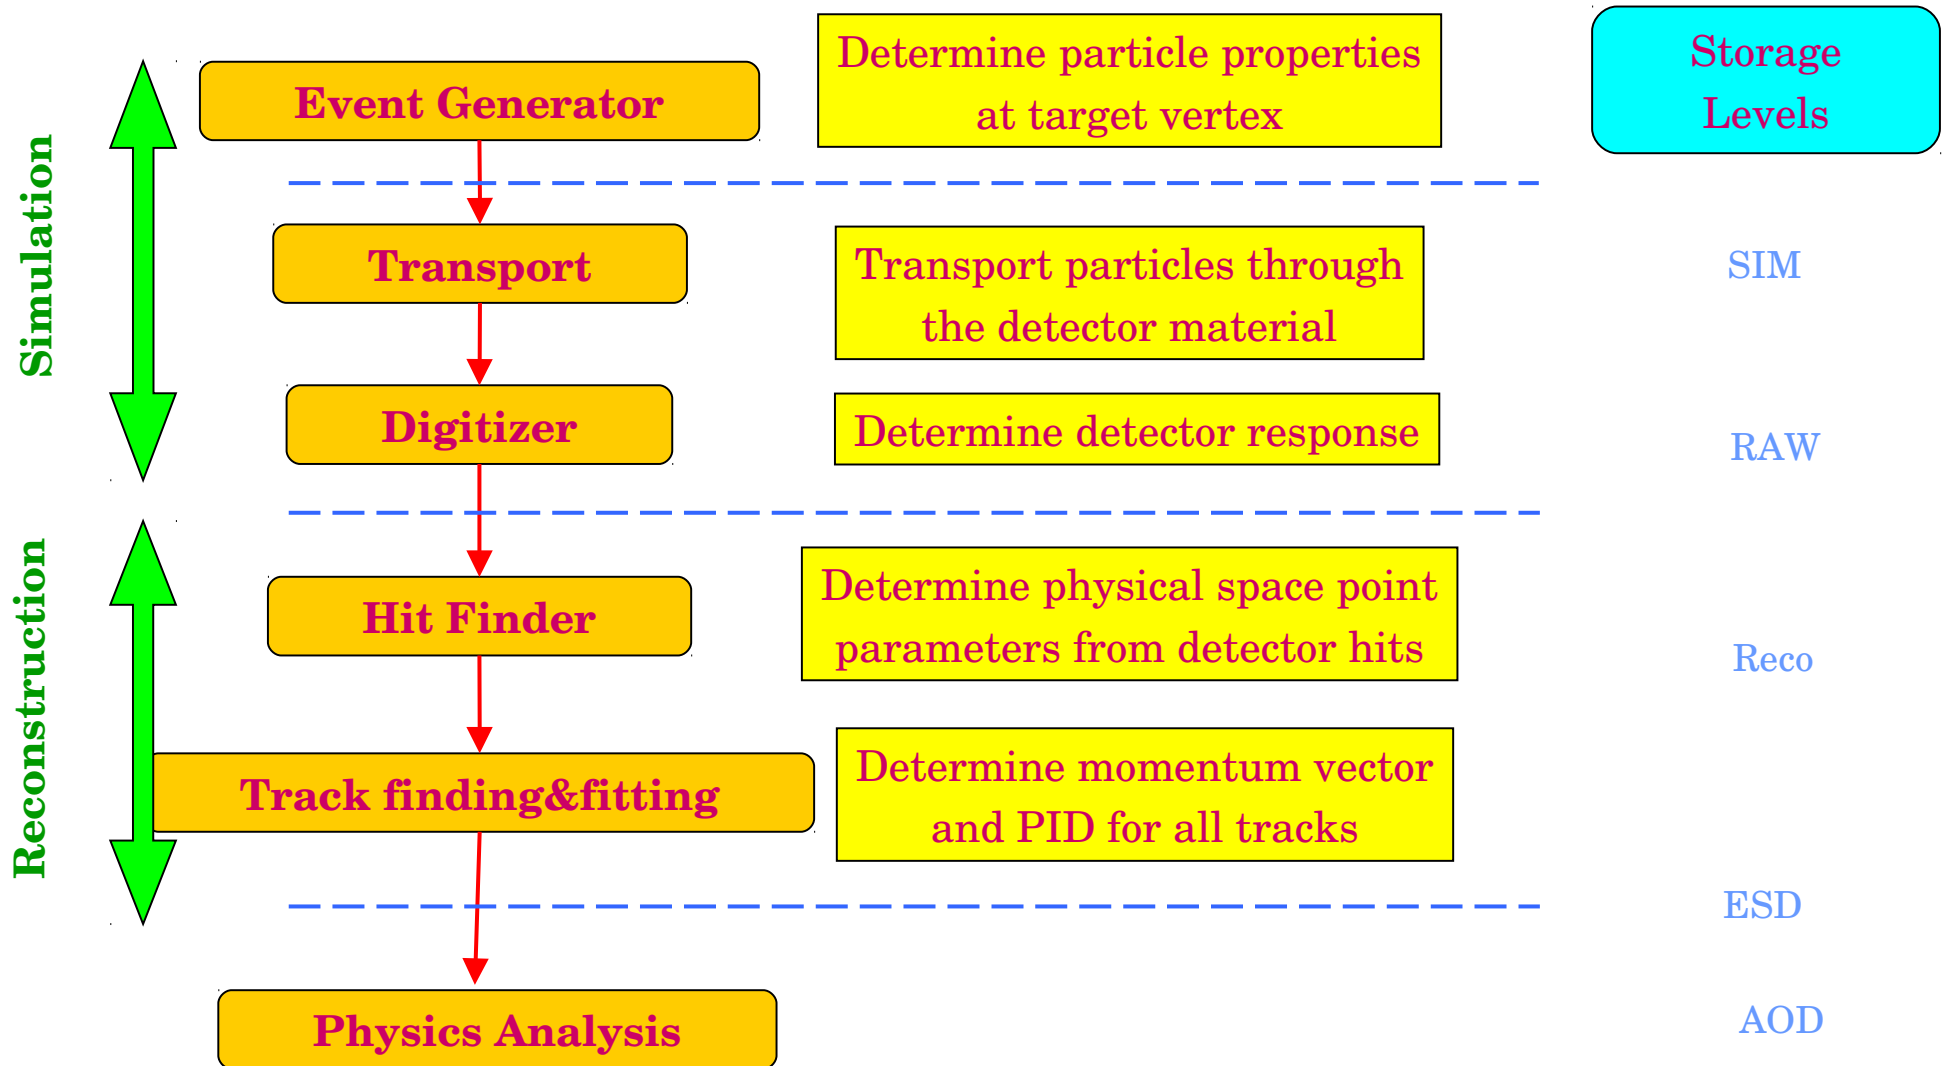 Determine particle properties
at target vertex
Storage
Levels
Event Generator
Simulation
Transport
Transport particles through
the detector material
SIM
Digitizer
Determine detector response
RAW
Reconstruction
Hit Finder
Determine physical space point
parameters from detector hits
Reco
Track finding&fitting
Determine momentum vector
and PID for all tracks
ESD
Physics Analysis
AOD